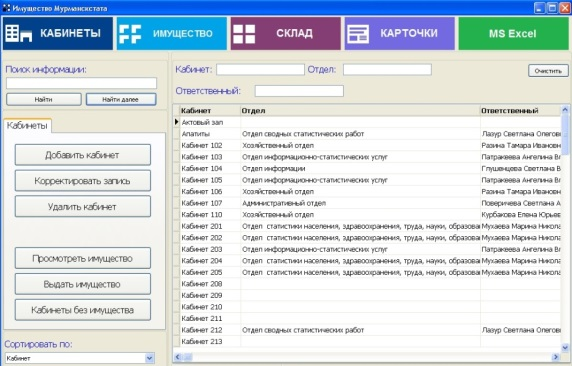 Имущество Мурманскстата
КАБИНЕТЫ ИМУЩЕСТВО СКЛАД КАРТОЧКИ MS Excel
Поиск информации:
Найти Найти далее
Кабинеты
Добавить кабинет
Корректировать запись
Удалить кабинет
Просмотреть имущество
Выдать имущество
Кабинеты без имущества
Сортировать по:
Кабинет
Кабинет: Отдел: Очистить
Ответственный:
Кабинет Отдел Ответственный
Актовый зал
Апатиты Отдел сводных статистических работ Лазур Светлана Олегови
Кабинет 102 Хозяйственный отдел Разина Тамара Ивановн
Кабинет 103 Отдел информационно-статистических услуг Патракеева Ангелина Вл
Кабинет 104 Отдел информации Глушенцева Светлана В
Кабинет 105 Отдел информационно-статистических услуг Патракеева Ангелина Вл
Кабинет 106 Хозяйственный отдел Разина Тамара Ивановн
Кабинет 107 Административный отдел Поверичева Светлана А
Кабинет 110 Хозяйственный отдел Курбакова Елена Юрьев
Кабинет 201 Отдел статистики населения, здравоохранения, труда, науки, образова Мухаева Марина Никола
Кабинет 202 Отдел статистики населения, здравоохранения, труда, науки, образова Мухаева Марина Никола
Кабинет 203 Отдел информационно-статистических услуг Патракеева Ангелина Вл
Кабинет 204 Отдел статистики населения, здравоохранения, труда, науки, образова Мухаева Марина Никола
Кабинет 205 Отдел статистики населения, здравоохранения, труда, науки, образова Мухаева Марина Никола
Кабинет 208
Кабинет 209
Кабинет 210
Кабинет 211
Кабинет 212 Отдел сводных статистических работ Лазур Светлана Олегови
Кабинет 213